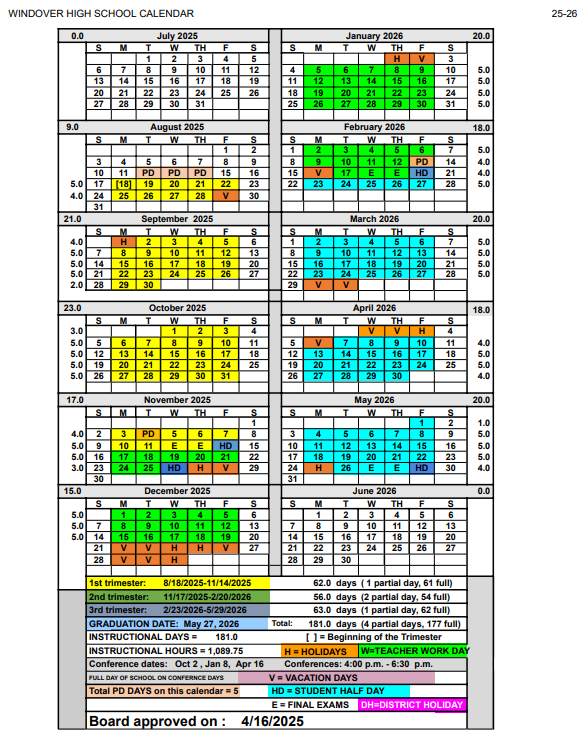 WINDOVER HIGH SCHOOL CALENDAR 25-26
0.0 July 2025
S M T W TH F S
1 2 3 4 5
6 7 8 9 10 11 12
13 14 15 16 17 18 19
20 21 22 23 24 25 26
27 28 29 30 31
January 2026 20.0
S M T W TH F S
H V 3
4 5 6 7 8 9 10 5.0
11 12 13 14 15 16 17 5.0
18 19 20 21 22 23 24 5.0
25 26 27 28 29 30 31 5.0
9.0 August 2025
S M T W TH F S
1 2
3 4 5 6 7 8 9
10 11 PD PD PD 15 16
5.0 17 [18] 19 20 21 22 23
4.0 24 25 26 27 28 V 30
31
February 2026 18.0
S M T W TH F S
1 2 3 4 5 6 7 5.0
8 9 10 11 12 PD 14 4.0
15 V 17 E E HD 21 4.0
22 23 24 25 26 27 28 5.0
21.0 September 2025
S M T W TH F S
4.0 H 2 3 4 5 6
5.0 7 8 9 10 11 12 13
5.0 14 15 16 17 18 19 20
5.0 21 22 23 24 25 26 27
2.0 28 29 30
March 2026 20.0
S M T W TH F S
1 2 3 4 5 6 7 5.0
8 9 10 11 12 13 14 5.0
15 16 17 18 19 20 21 5.0
22 23 24 25 26 27 28 5.0
29 V V
23.0 October 2025
S M T W TH F S
3.0 1 2 3 4
5.0 5 6 7 8 9 10 11
5.0 12 13 14 15 16 17 18
5.0 19 20 21 22 23 24 25
5.0 26 27 28 29 30 31
April 2026 18.0
S M T W TH F S
V V H 4
5 V 7 8 9 10 11 4.0
12 13 14 15 16 17 18 5.0
19 20 21 22 23 24 25 5.0
26 27 28 29 30 4.0
17.0 November 2025
S M T W TH F S
1
4.0 2 3 PD 5 6 7 8
5.0 9 10 11 E E HD 15
5.0 16 17 18 19 20 21 22
3.0 23 24 25 HD H V 29
30
May 2026 20.0
S M T W TH F S
1 2 1.0
3 4 5 6 7 8 9 5.0
10 11 12 13 14 15 16 5.0
17 18 19 20 21 22 23 5.0
24 H 26 E E HD 30 4.0
31
15.0 December 2025
S M T W TH F S
5.0 1 2 3 4 5 6
5.0 7 8 9 10 11 12 13
5.0 14 15 16 17 18 19 20
21 V V H H V 27
28 V V H
June 2026 0.0
S M T W TH F S
1 2 3 4 5 6
7 8 9 10 11 12 13
14 15 16 17 18 19 20
21 22 23 24 25 26 27
28 29 30
1st trimester: 8/18/2025-11/14/2025 62.0 days ( 1 partial day, 61 full)
2nd trimester: 11/17/2025-2/20/2026 56.0 days (2 partial day, 54 full)
3rd trimester: 2/23/2026-5/29/2026 63.0 days ( 1 partial day, 62 full)
GRADUATION DATE: May 27, 2026 Total: 181.0 days (4 partial days, 177 full)
INSTRUCTIONAL DAYS = 181.0 [ ] = Beginning of the Trimester
INSTRUCTIONAL HOURS = 1,089.75 H = HOLIDAYS W=TEACHER WORK DAY
Conference dates: Oct 2 , Jan 8, Apr 16 Conferences: 4:00 p.m. - 6:30 p.m.
FULL DAY OF SCHOOL ON CONFERNCE DAYS V = VACATION DAYS
Total PD DAYS on this calendar = 5 HD = STUDENT HALF DAY
E = FINAL EXAMS DH=DISTRICT HOLIDAY
Board approved on : 4/16/2025